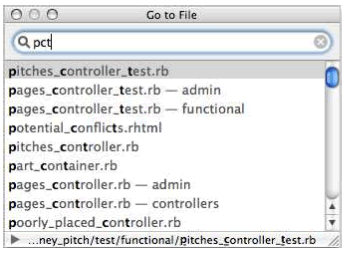 Go to File
pct
pitches_controller_test.rb
pages_controller_test.rb — admin
pages_controller_test.rb — functional
potential_conflicts.rhtml
pitches_controller.rb
part_container.rb
pages_controller.rb — admin
pages_controller.rb — controllers
poorly_placed_controller.rb
...ney_pitch/test/functional/pitches_controller_test.rb